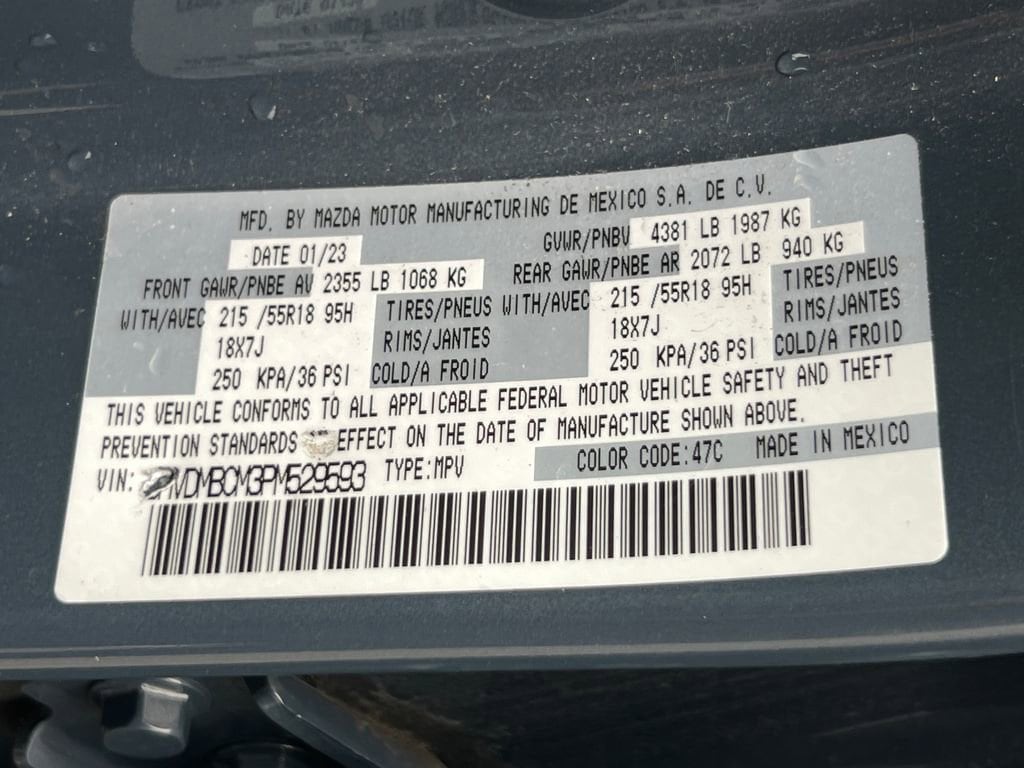 MFD. BY MAZDA MOTOR MANUFACTURING DE MEXICO S.A. DE C.V.
DATE 01/23 GVWR/PNBV 4381 LB 1987 KG
FRONT GAWR/PNBE AV 2355 LB 1068 KG REAR GAWR/PNBE AR 2072 LB 940 KG
WITH/AVEC 215 /55R18 95H TIRES/PNEUS WITH/AVEC 215 /55R18 95H TIRES/PNEUS
18X7J RIMS/JANTES 18X7J RIMS/JANTES
250 KPA/36 PSI COLD/A FROID 250 KPA/36 PSI COLD/A FROID
THIS VEHICLE CONFORMS TO ALL APPLICABLE FEDERAL MOTOR VEHICLE SAFETY AND THEFT
PREVENTION STANDARDS EFFECT ON THE DATE OF MANUFACTURE SHOWN ABOVE.
VIN: MVDMBCM3PM529593 TYPE:MPV COLOR CODE:47C MADE IN MEXICO